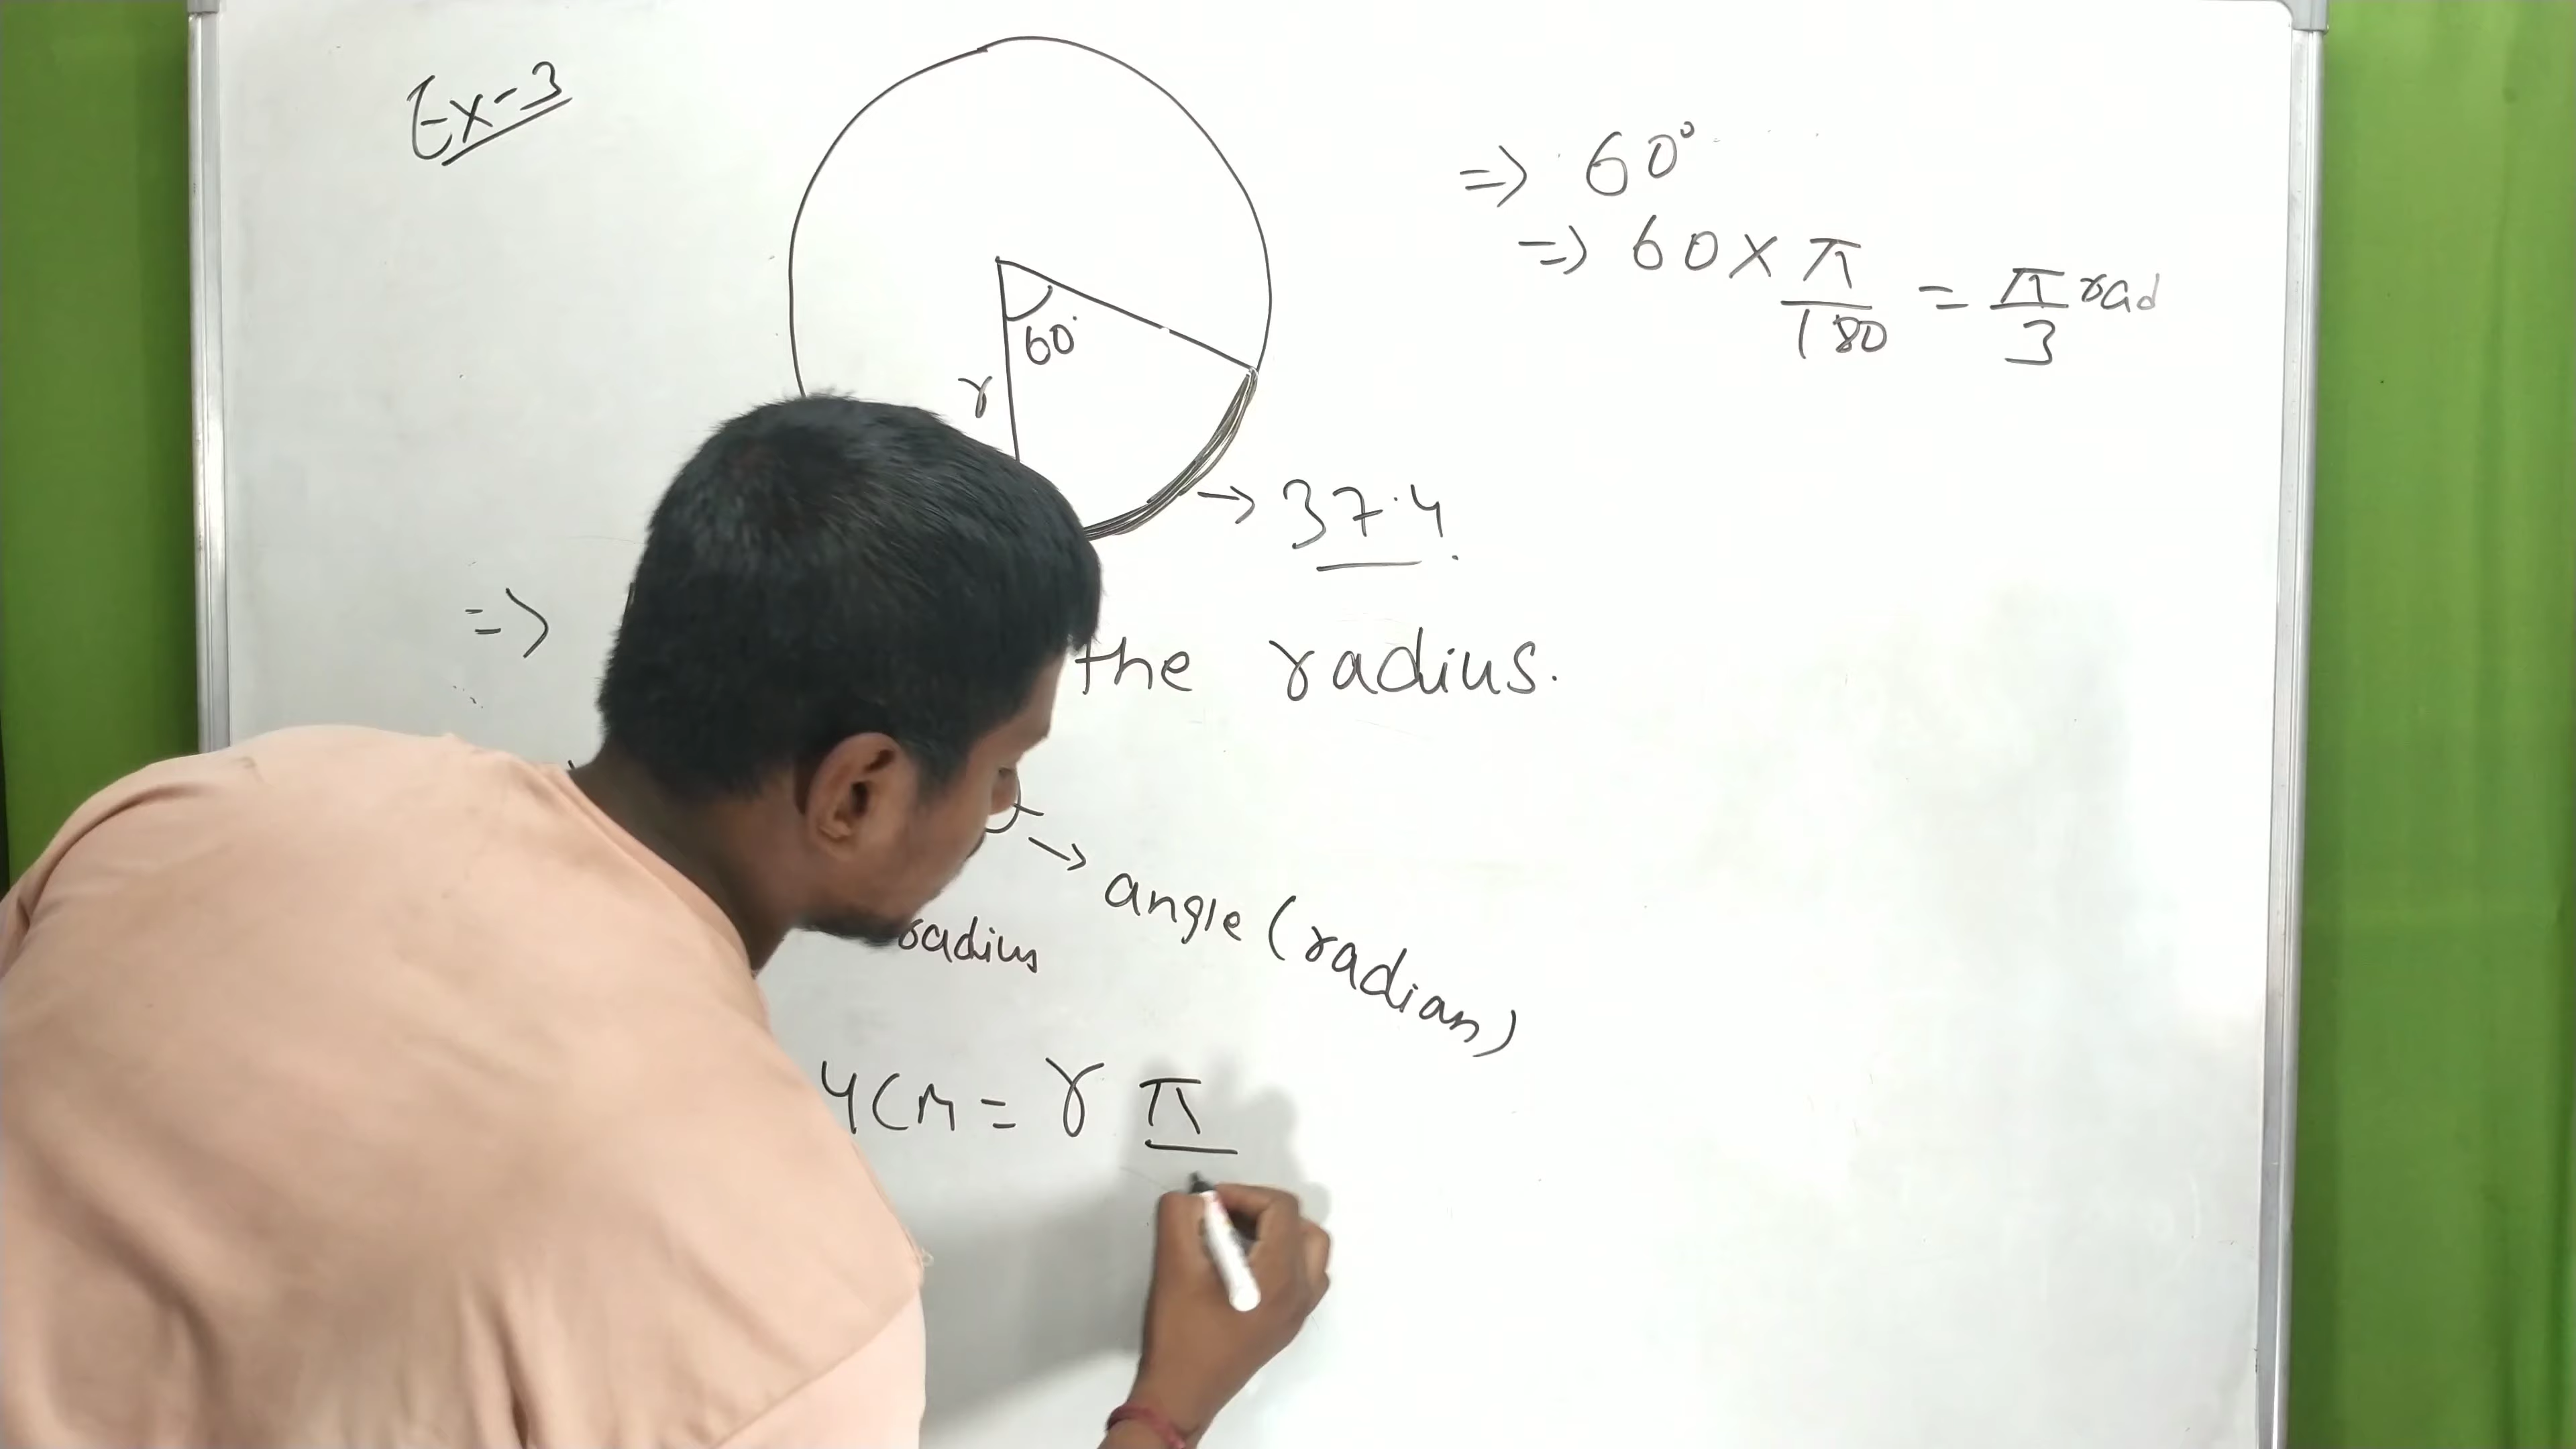 Ex-3
=> 60°
=> 60 × π/180 = π/3 rad
60°
r
→ 37.4
=> the radius.
→ angle (radian)
radius
4cm = r π